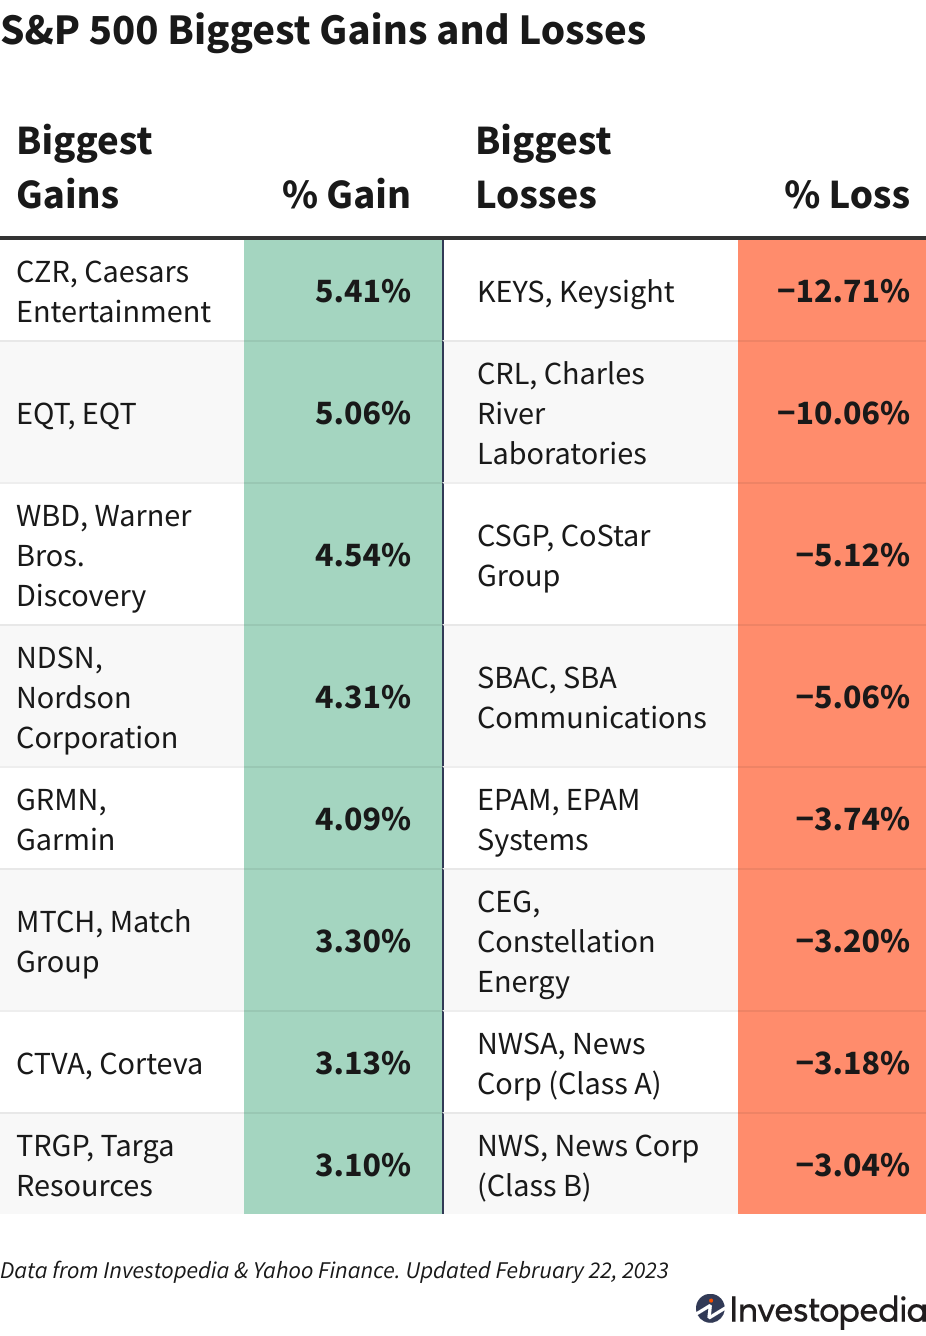 S&P 500 Biggest Gains and Losses
Biggest
Gains
% Gain
Biggest
Losses
% Loss
CZR, Caesars
Entertainment
5.41%
KEYS, Keysight
−12.71%
EQT, EQT
5.06%
CRL, Charles
River
Laboratories
−10.06%
WBD, Warner
Bros.
Discovery
4.54%
CSGP, CoStar
Group
−5.12%
NDSN,
Nordson
Corporation
4.31%
SBAC, SBA
Communications
−5.06%
GRMN,
Garmin
4.09%
EPAM, EPAM
Systems
−3.74%
MTCH, Match
Group
3.30%
CEG,
Constellation
Energy
−3.20%
CTVA, Corteva
3.13%
NWSA, News
Corp (Class A)
−3.18%
TRGP, Targa
Resources
3.10%
NWS, News Corp
(Class B)
−3.04%
Data from Investopedia & Yahoo Finance. Updated February 22, 2023
Investopedia